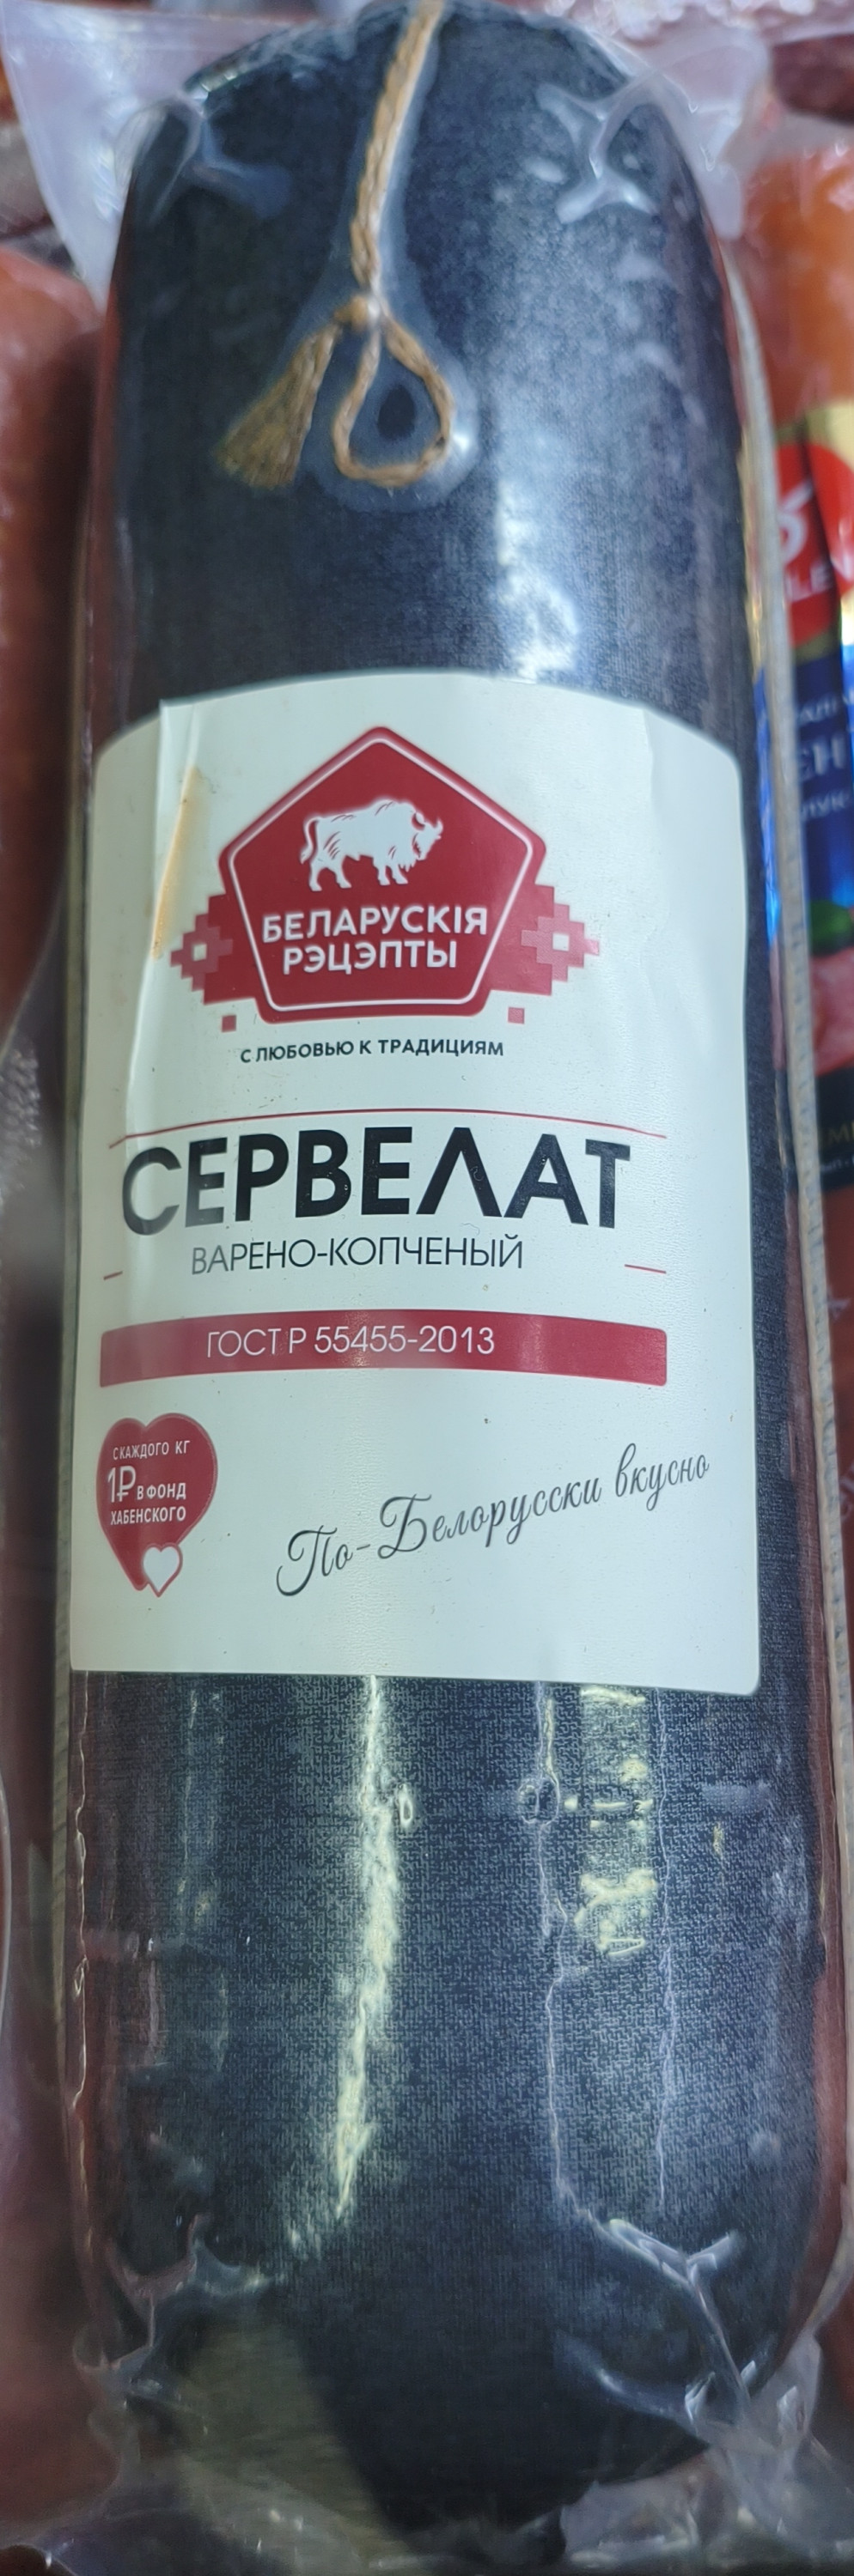 БЕЛАРУСКІЯ
РЭЦЭПТЫ
С ЛЮБОВЬЮ К ТРАДИЦИЯМ
СЕРВЕЛАТ
ВАРЕНО-КОПЧЕНЫЙ
ГОСТ Р 55455-2013
С КАЖДОГО КГ
1₽ В ФОНД
ХАБЕНСКОГО
По-Белорусски вкусно